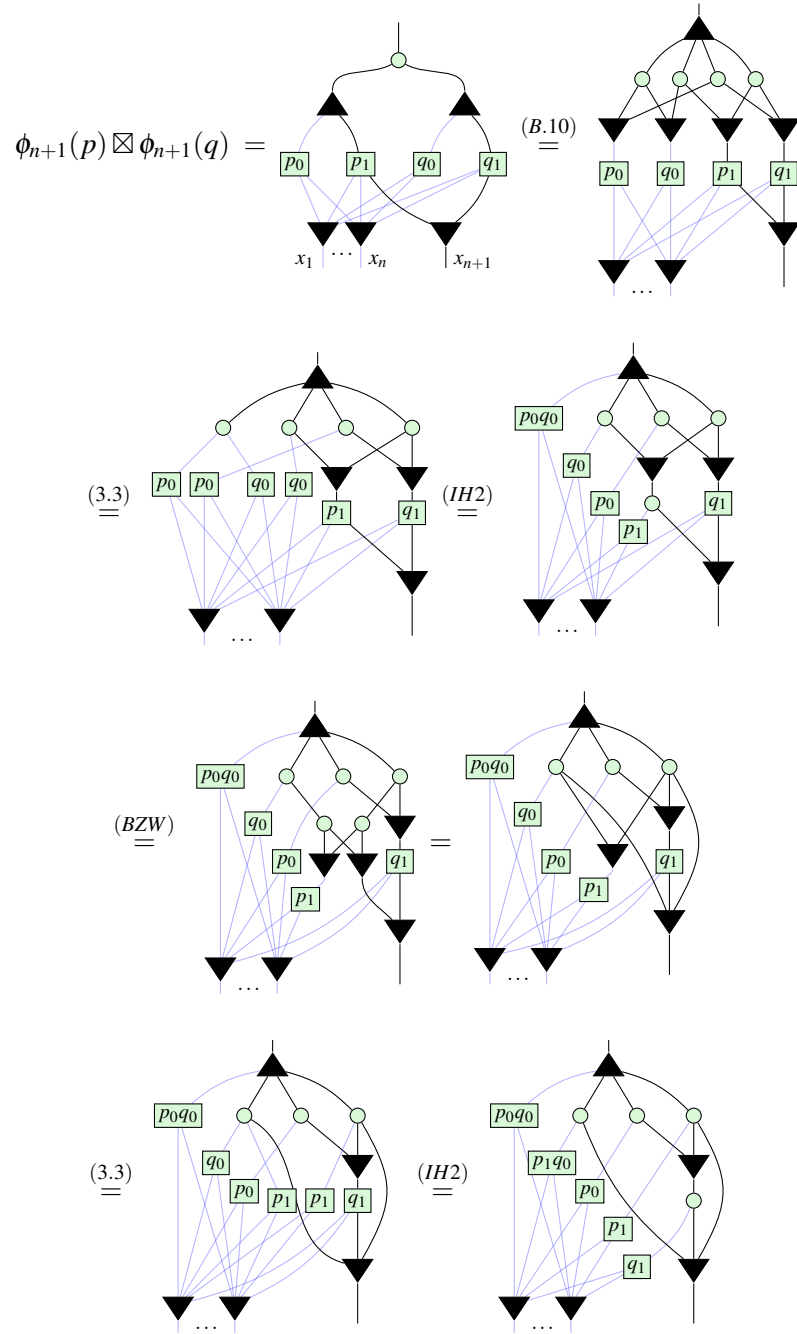 ϕₙ₊₁(p) ⊠ ϕₙ₊₁(q) = p₀ p₁ q₀ q₁ (B.10) = p₀ q₀ p₁ q₁
x₁ ⋯ xₙ xₙ₊₁
…
(3.3) = p₀ p₀ q₀ q₀ p₁ q₁ (IH2) = p₀q₀ q₀ p₀ p₁ q₁
… …
(BZW) = p₀q₀ q₀ p₀ p₁ q₁ = p₀q₀ q₀ p₀ p₁ q₁
… …
(3.3) = p₀q₀ q₀ p₀ p₁ p₁ q₁ (IH2) = p₀q₀ p₁q₀ p₀ p₁ q₁
… …